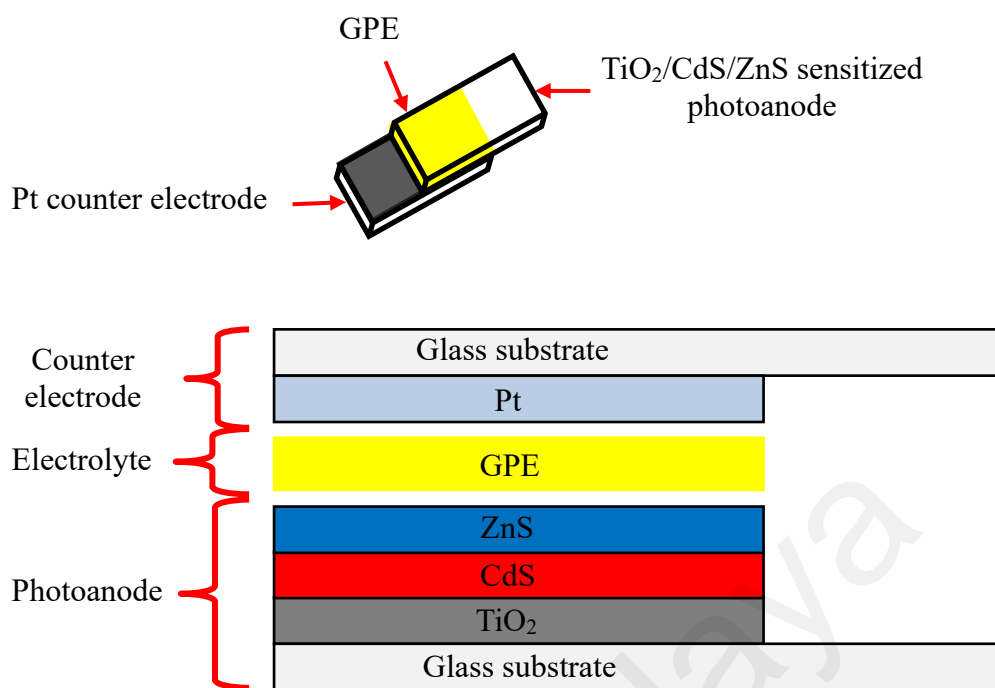 GPE
TiO₂/CdS/ZnS sensitized
photoanode
Pt counter electrode
Counter
electrode
Glass substrate
Pt
Electrolyte
GPE
Photoanode
ZnS
CdS
TiO₂
Glass substrate